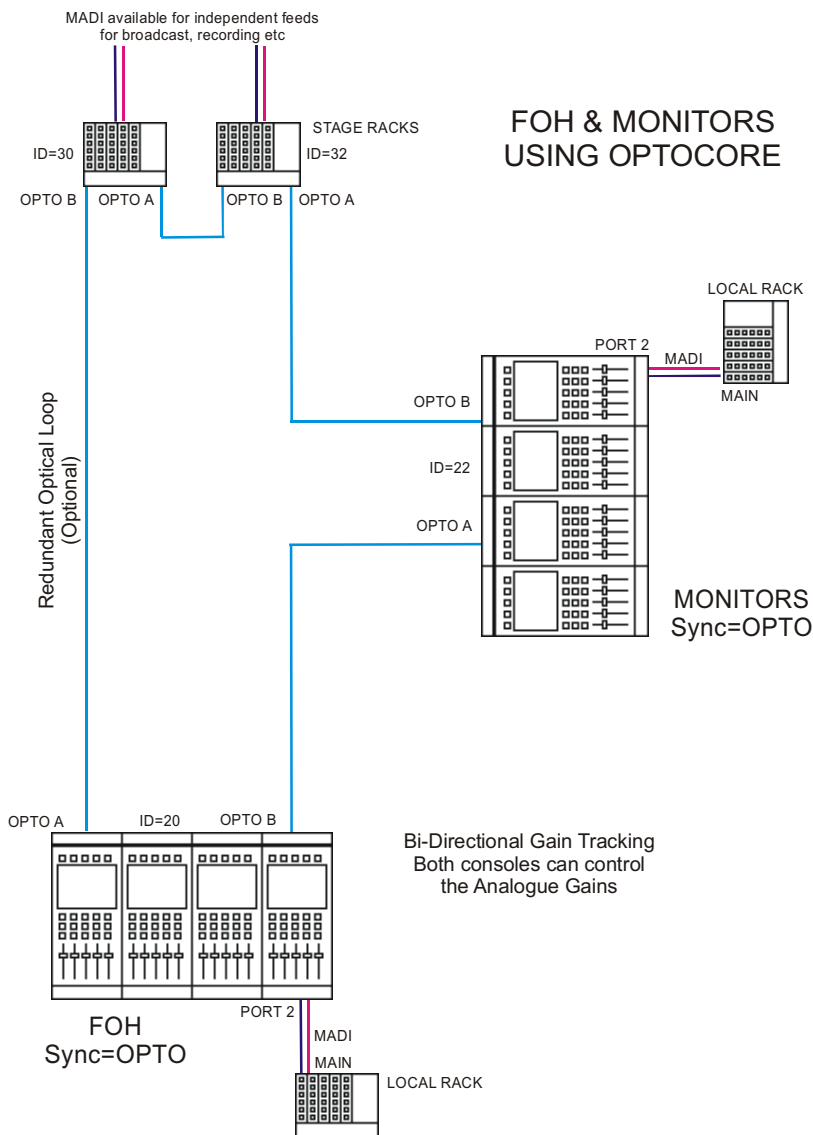 MADI available for independent feeds
for broadcast, recording etc
STAGE RACKS
FOH & MONITORS
USING OPTOCORE
ID=30
ID=32
OPTO B
OPTO A
OPTO B
OPTO A
LOCAL RACK
PORT 2
MADI
MAIN
OPTO B
ID=22
OPTO A
Redundant Optical Loop
(Optional)
MONITORS
Sync=OPTO
OPTO A
ID=20
OPTO B
Bi-Directional Gain Tracking
Both consoles can control
the Analogue Gains
PORT 2
FOH
Sync=OPTO
MADI
MAIN
LOCAL RACK